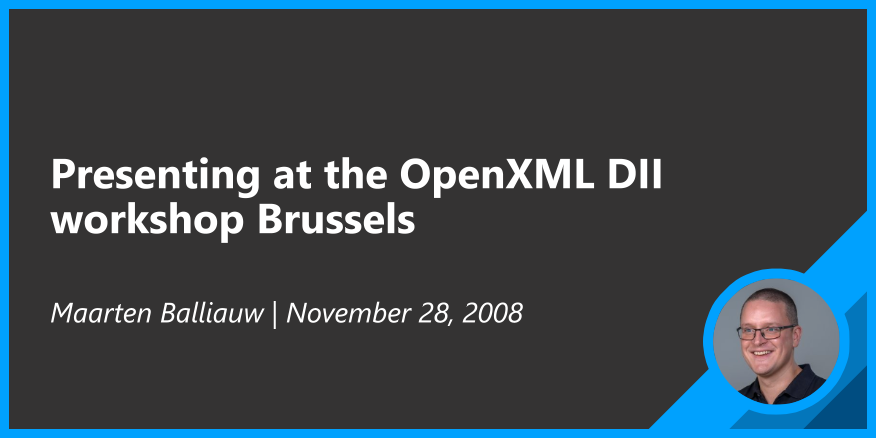 Presenting at the OpenXML DII
workshop Brussels
Maarten Balliauw | November 28, 2008